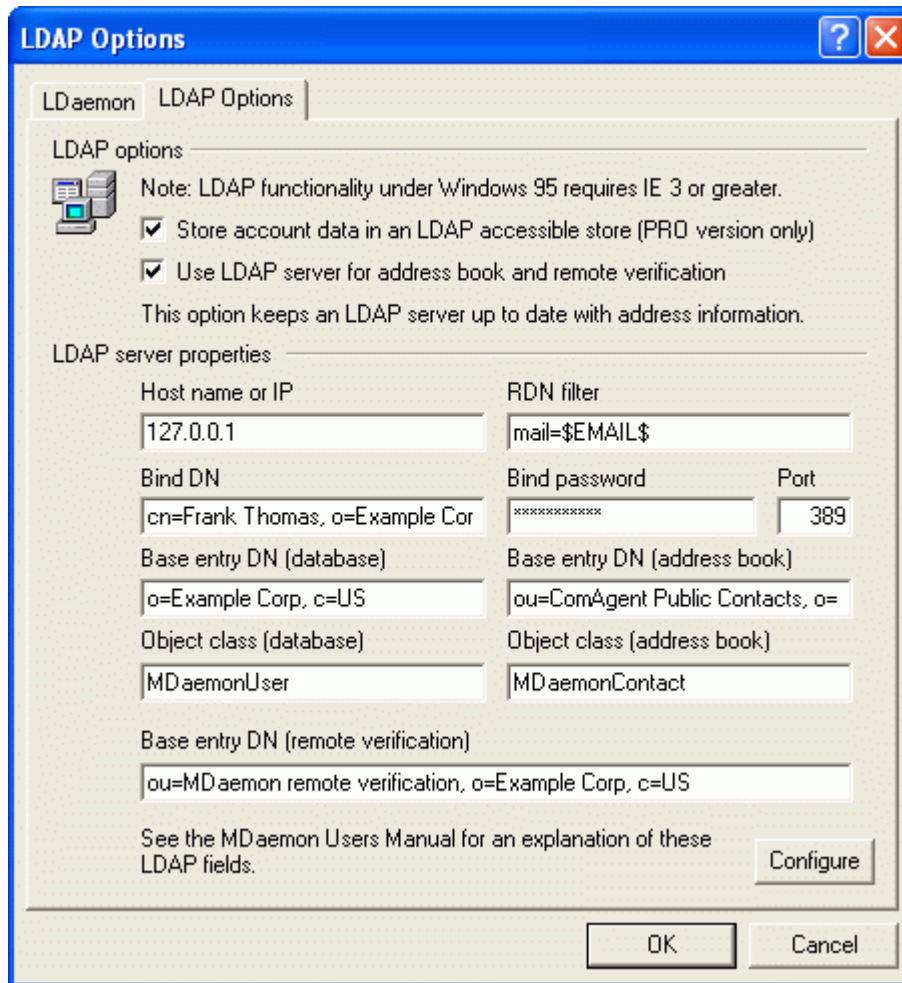 LDAP Options
LDaemon
LDAP Options
LDAP options
Note: LDAP functionality under Windows 95 requires IE 3 or greater.
Store account data in an LDAP accessible store (PRO version only)
Use LDAP server for address book and remote verification
This option keeps an LDAP server up to date with address information.
LDAP server properties
Host name or IP
RDN filter
127.0.0.1
mail=$EMAIL$
Bind DN
Bind password
Port
cn=Frank Thomas, o=Example Cor
***********
389
Base entry DN (database)
Base entry DN (address book)
o=Example Corp, c=US
ou=ComAgent Public Contacts, o=
Object class (database)
Object class (address book)
MDaemonUser
MDaemonContact
Base entry DN (remote verification)
ou=MDaemon remote verification, o=Example Corp, c=US
See the MDaemon Users Manual for an explanation of these
LDAP fields.
Configure
OK
Cancel